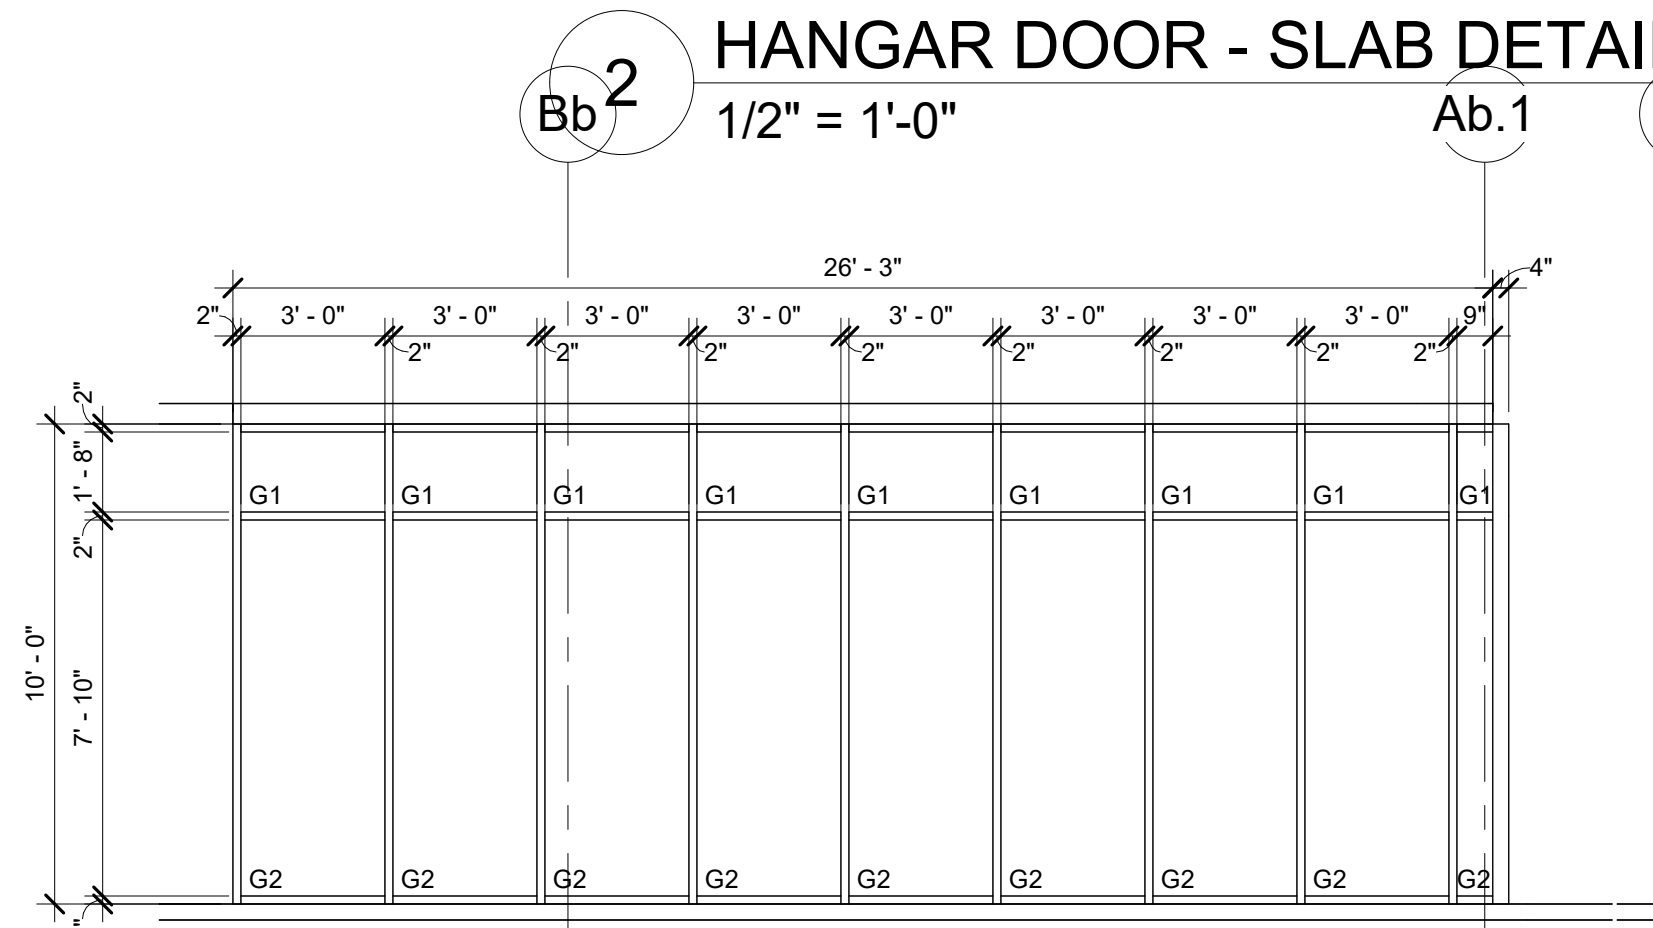 HANGAR DOOR - SLAB DETAI
2
Bb
1/2" = 1'-0"
Ab.1
26' - 3"
4"
2" 3' - 0" 3' - 0" 3' - 0" 3' - 0" 3' - 0" 3' - 0" 3' - 0" 3' - 0" 9"
2" 2" 2" 2" 2" 2" 2" 2"
2"
1' - 8"
G1 G1 G1 G1 G1 G1 G1 G1 G1
2"
10' - 0"
7' - 10"
G2 G2 G2 G2 G2 G2 G2 G2 G2
"